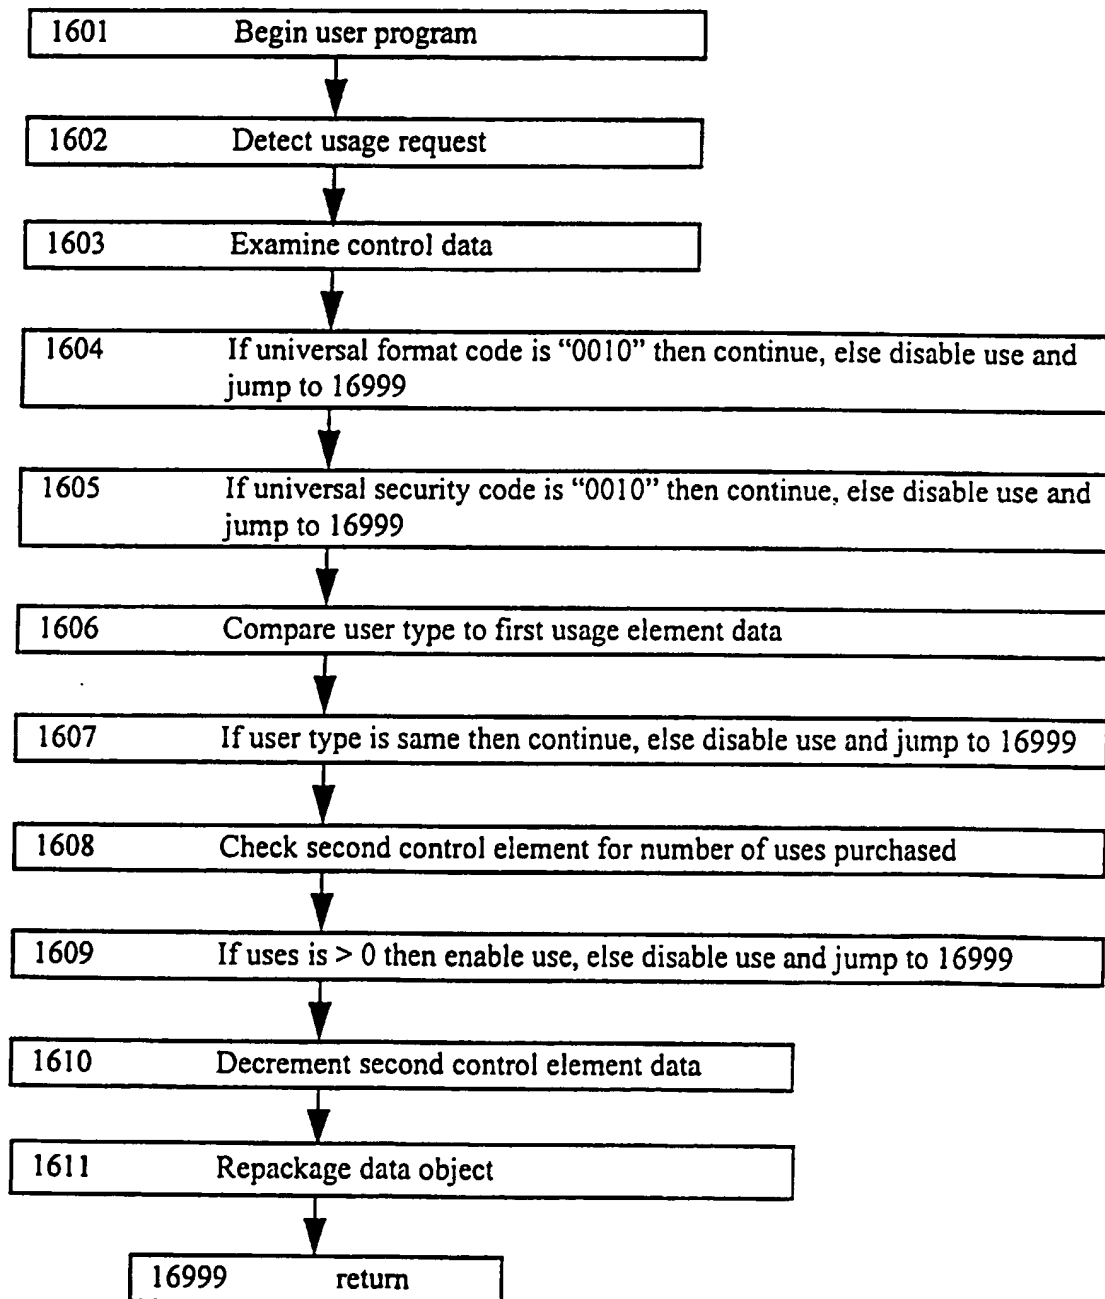 1601 Begin user program
1602 Detect usage request
1603 Examine control data
1604 If universal format code is “0010” then continue, else disable use and
jump to 16999
1605 If universal security code is “0010” then continue, else disable use and
jump to 16999
1606 Compare user type to first usage element data
1607 If user type is same then continue, else disable use and jump to 16999
1608 Check second control element for number of uses purchased
1609 If uses is > 0 then enable use, else disable use and jump to 16999
1610 Decrement second control element data
1611 Repackage data object
16999 return